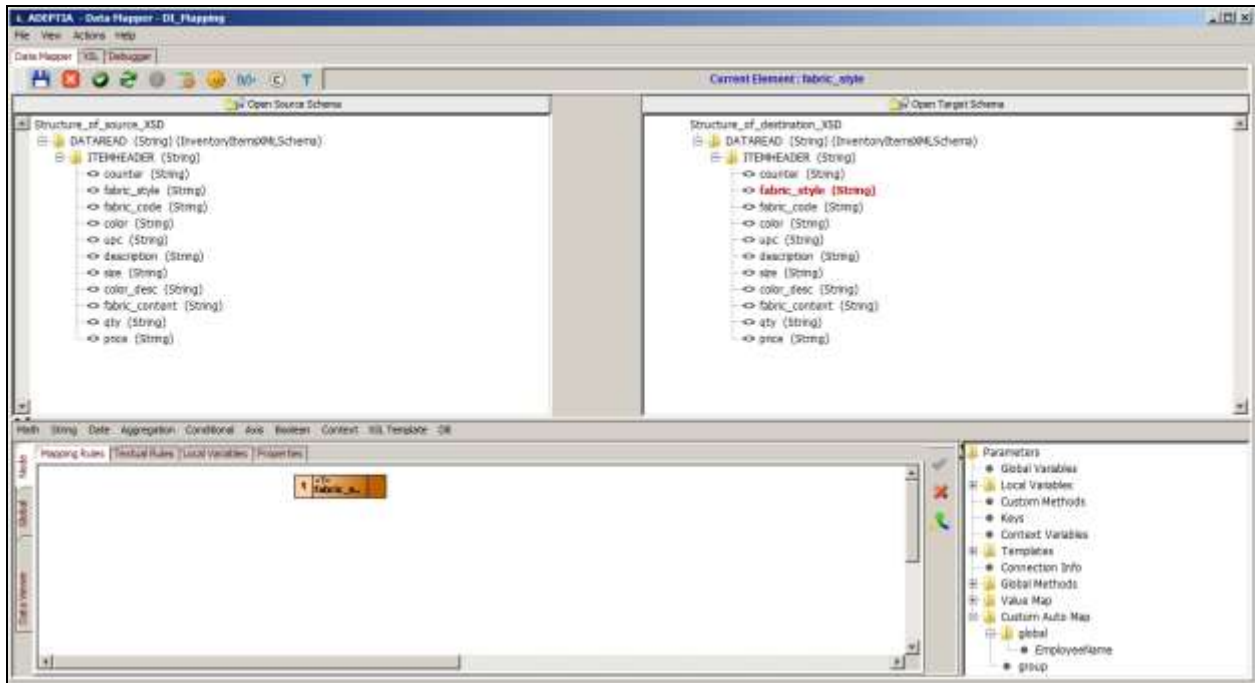 ADEPTIA - Data Mapper - DI_Mapping
File View Actions Help
Data Mapper XSL Debugger
Current Element : fabric_style
Open Source Schema
Open Target Schema
Structure_of_source_XSD
DATAREAD (String) (InventoryItemsXMLSchema)
ITEMHEADER (String)
<> counter (String)
<> fabric_style (String)
<> fabric_code (String)
<> color (String)
<> upc (String)
<> description (String)
<> size (String)
<> color_desc (String)
<> fabric_content (String)
<> qty (String)
<> price (String)
Structure_of_destination_XSD
DATAREAD (String) (InventoryItemsXMLSchema)
ITEMHEADER (String)
<> counter (String)
<> fabric_style (String)
<> fabric_code (String)
<> color (String)
<> upc (String)
<> description (String)
<> size (String)
<> color_desc (String)
<> fabric_content (String)
<> qty (String)
<> price (String)
Math String Date Aggregation Conditional Axis Boolean Context XSL Template DB
Node
Global
Data Viewer
Mapping Rules Textual Rules Local Variables Properties
1 <T> fabric_s..
Parameters
Global Variables
Local Variables
Custom Methods
Keys
Context Variables
Templates
Connection Info
Global Methods
Value Map
Custom Auto Map
global
EmployeeName
group